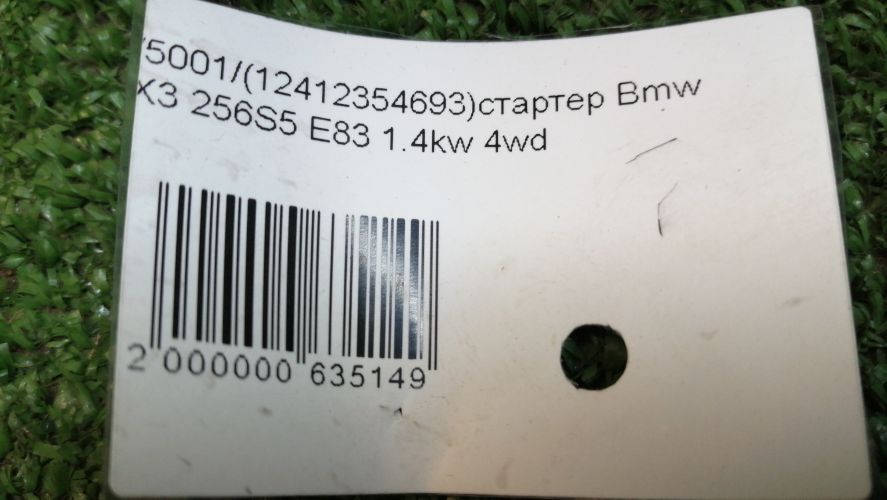 75001/(12412354693)стартер Bmw
X3 256S5 E83 1.4kw 4wd
2 000000 635149